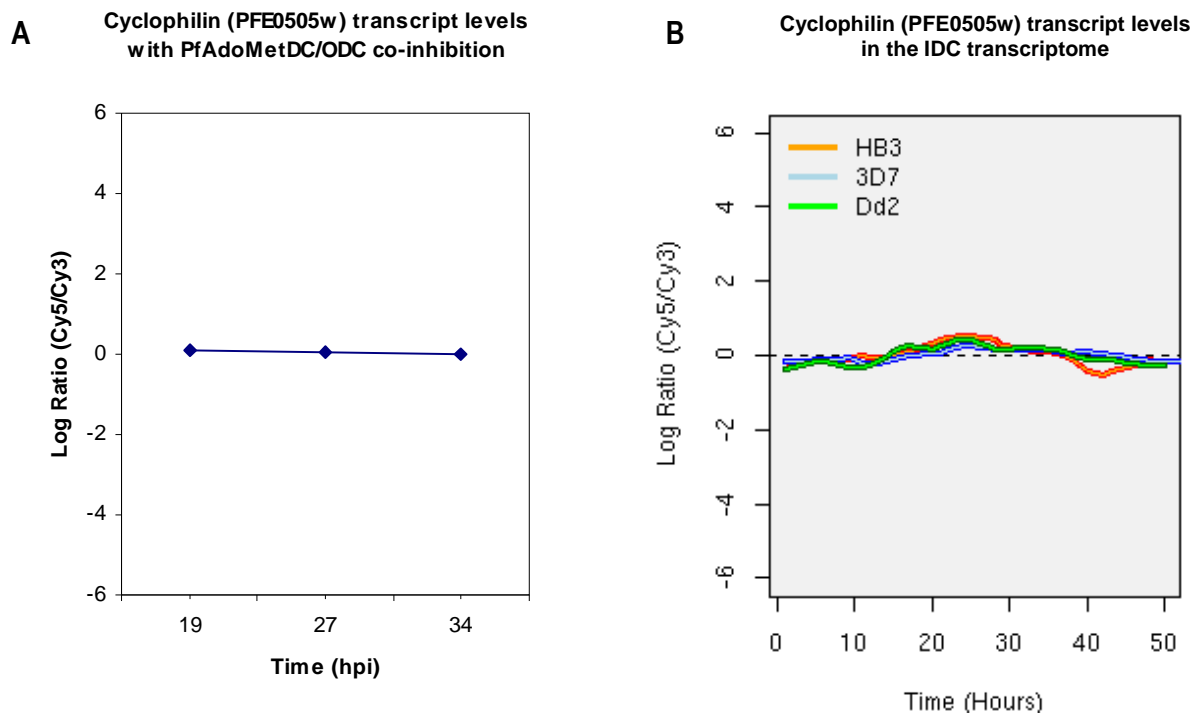 A
Cyclophilin (PFE0505w) transcript levels
with PfAdoMetDC/ODC co-inhibition
6
4
2
0
-2
-4
-6
Log Ratio (Cy5/Cy3)
19 27 34
Time (hpi)
B
Cyclophilin (PFE0505w) transcript levels
in the IDC transcriptome
HB3
3D7
Dd2
6
4
2
0
-2
-4
-6
Log Ratio (Cy5/Cy3)
0 10 20 30 40 50
Time (Hours)